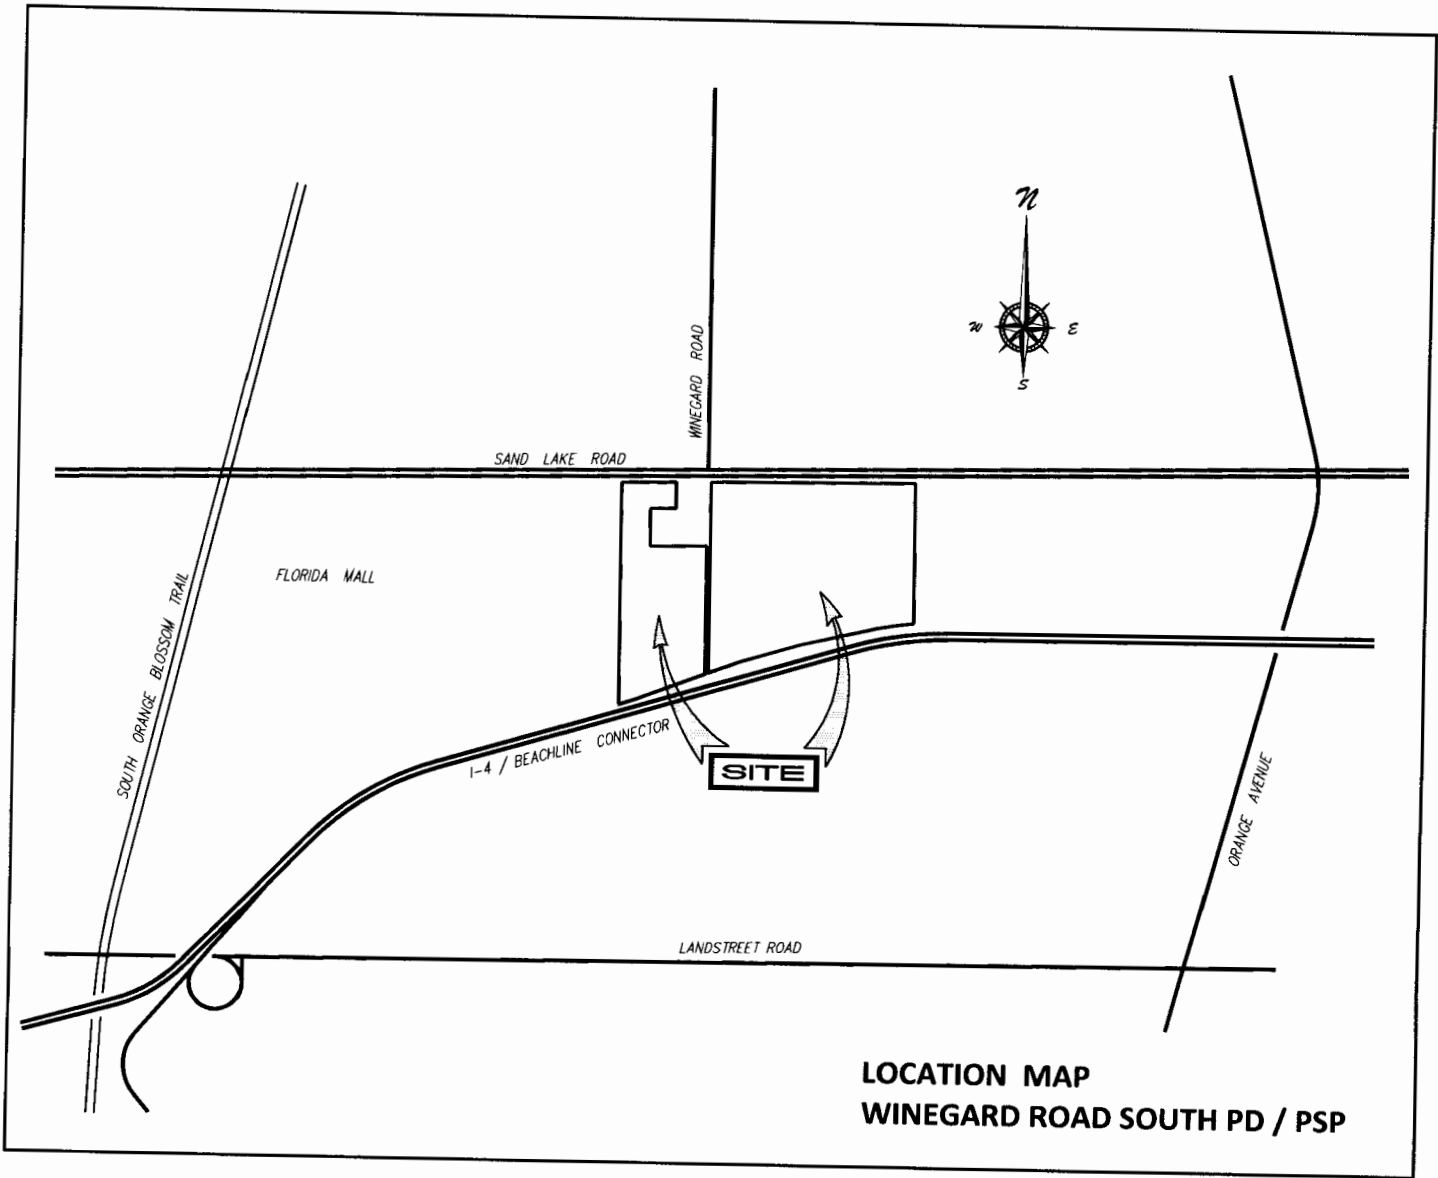 N
W E
S
WINEGARD ROAD
SAND LAKE ROAD
FLORIDA MALL
SOUTH ORANGE BLOSSOM TRAIL
I-4 / BEACHLINE CONNECTOR
SITE
ORANGE AVENUE
LANDSTREET ROAD
LOCATION MAP
WINEGARD ROAD SOUTH PD / PSP